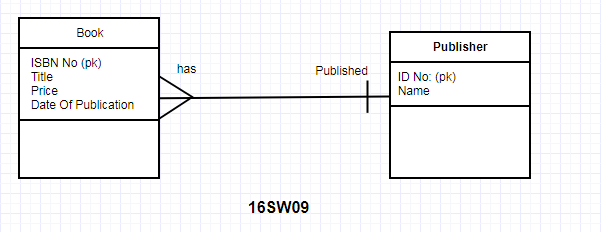 Book
ISBN No (pk)
Title
Price
Date Of Publication
has
Published
Publisher
ID No: (pk)
Name
16SW09